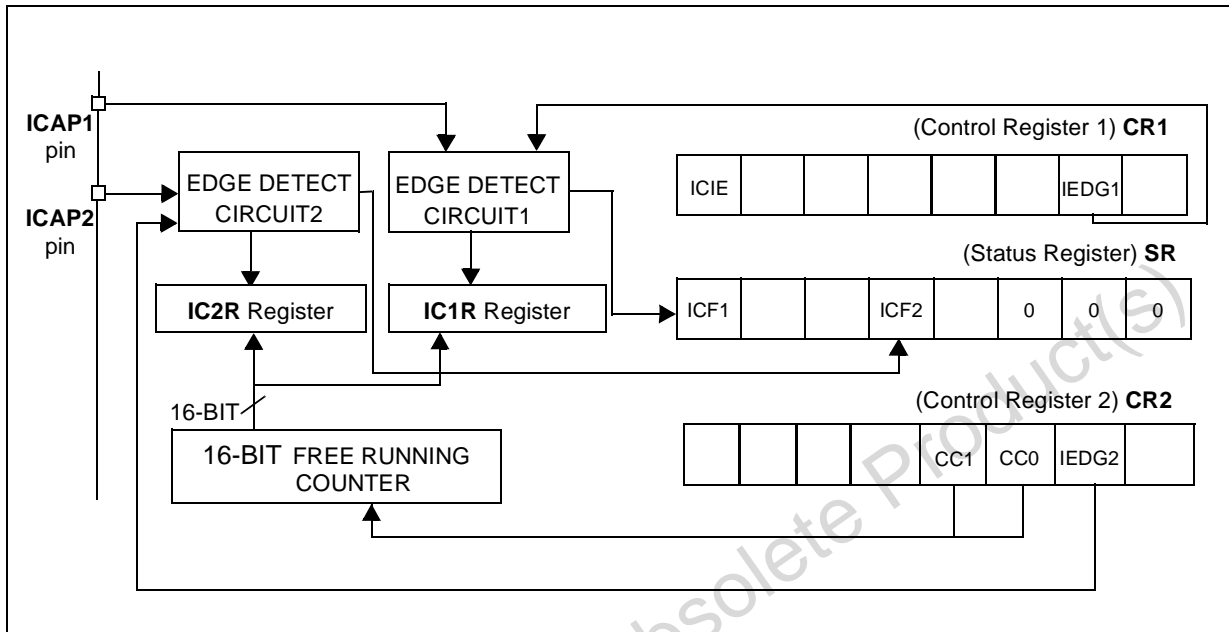 ICAP1
pin
ICAP2
pin
EDGE DETECT
CIRCUIT2
EDGE DETECT
CIRCUIT1
IC2R Register
IC1R Register
16-BIT
16-BIT FREE RUNNING
COUNTER
(Control Register 1) CR1
ICIE IEDG1
(Status Register) SR
ICF1 ICF2 0 0 0
(Control Register 2) CR2
CC1 CC0 IEDG2